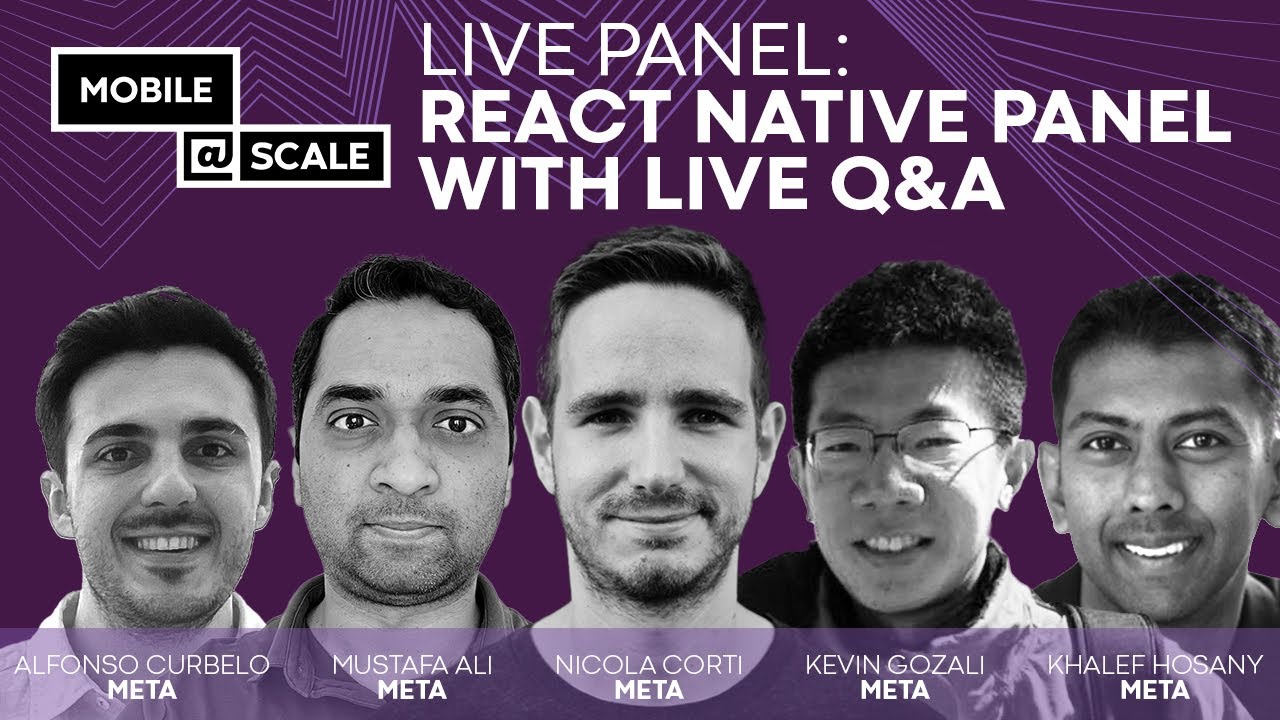 MOBILE
@ SCALE
LIVE PANEL:
REACT NATIVE PANEL
WITH LIVE Q&A
ALFONSO CURBELO
META
MUSTAFA ALI
META
NICOLA CORTI
META
KEVIN GOZALI
META
KHALEF HOSANY
META